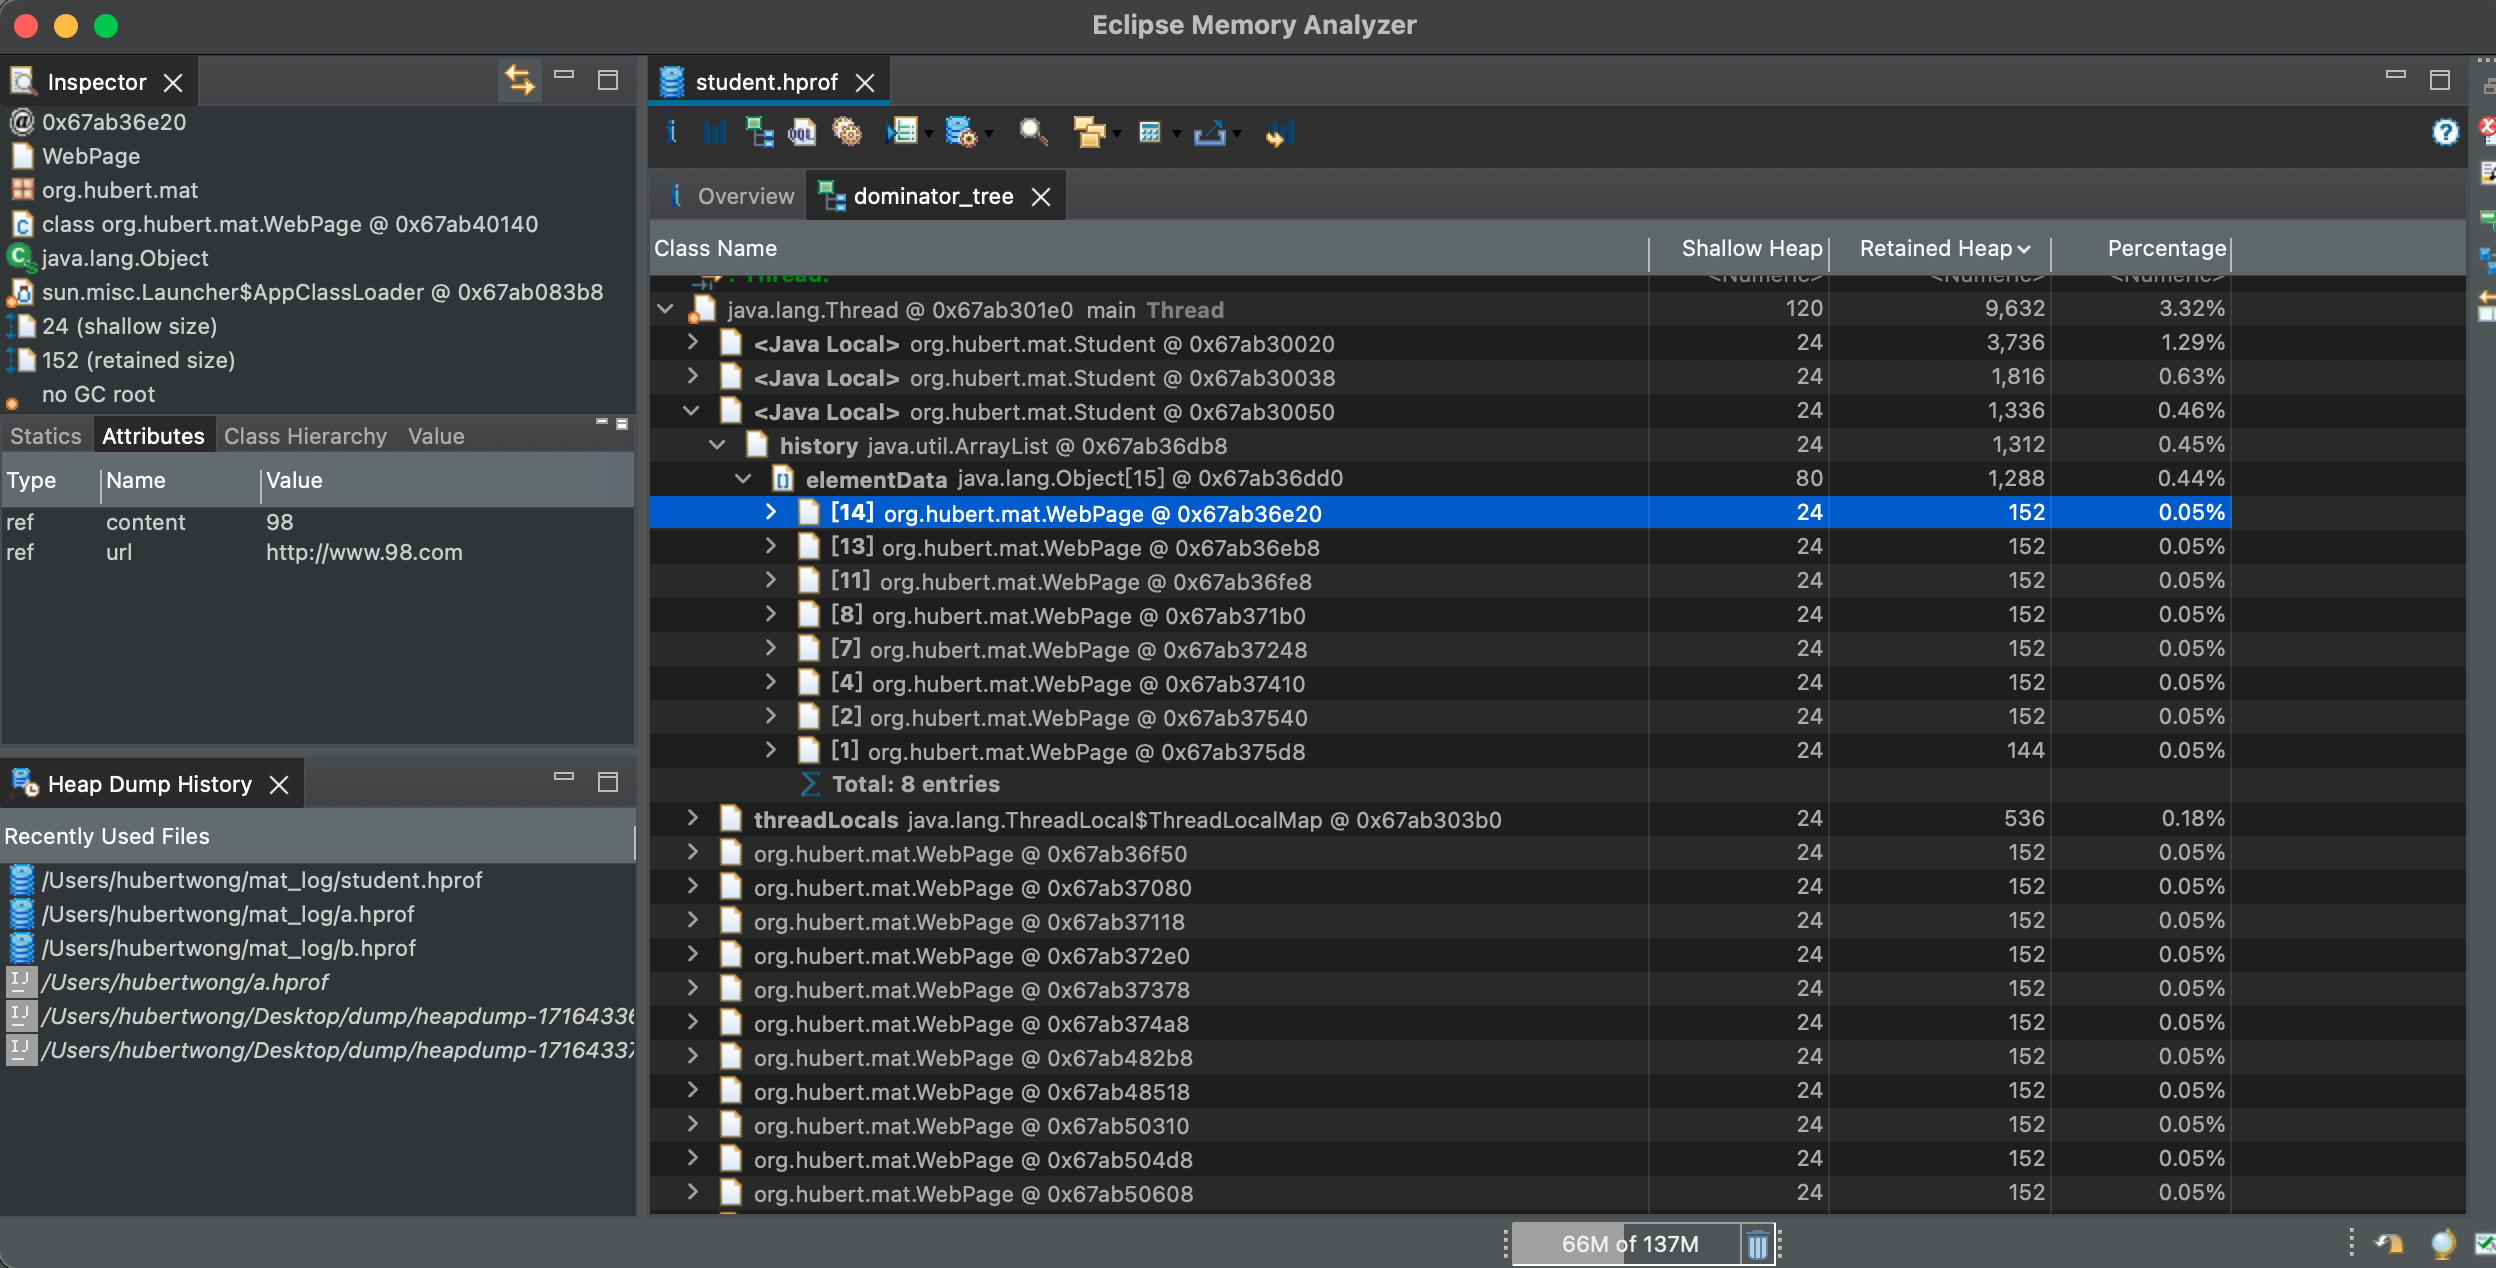 Eclipse Memory Analyzer
Inspector
0x67ab36e20
WebPage
org.hubert.mat
class org.hubert.mat.WebPage @ 0x67ab40140
java.lang.Object
sun.misc.Launcher$AppClassLoader @ 0x67ab083b8
24 (shallow size)
152 (retained size)
no GC root
Statics Attributes Class Hierarchy Value
Type Name Value
ref content 98
ref url http://www.98.com
Heap Dump History
Recently Used Files
/Users/hubertwong/mat_log/student.hprof
/Users/hubertwong/mat_log/a.hprof
/Users/hubertwong/mat_log/b.hprof
/Users/hubertwong/a.hprof
/Users/hubertwong/Desktop/dump/heapdump-17164336
/Users/hubertwong/Desktop/dump/heapdump-17164337
student.hprof
Overview dominator_tree
Class Name Shallow Heap Retained Heap Percentage
.*Thread.* <Numeric> <Numeric> <Numeric>
java.lang.Thread @ 0x67ab301e0 main Thread 120 9,632 3.32%
<Java Local> org.hubert.mat.Student @ 0x67ab30020 24 3,736 1.29%
<Java Local> org.hubert.mat.Student @ 0x67ab30038 24 1,816 0.63%
<Java Local> org.hubert.mat.Student @ 0x67ab30050 24 1,336 0.46%
history java.util.ArrayList @ 0x67ab36db8 24 1,312 0.45%
elementData java.lang.Object[15] @ 0x67ab36dd0 80 1,288 0.44%
[14] org.hubert.mat.WebPage @ 0x67ab36e20 24 152 0.05%
[13] org.hubert.mat.WebPage @ 0x67ab36eb8 24 152 0.05%
[11] org.hubert.mat.WebPage @ 0x67ab36fe8 24 152 0.05%
[8] org.hubert.mat.WebPage @ 0x67ab371b0 24 152 0.05%
[7] org.hubert.mat.WebPage @ 0x67ab37248 24 152 0.05%
[4] org.hubert.mat.WebPage @ 0x67ab37410 24 152 0.05%
[2] org.hubert.mat.WebPage @ 0x67ab37540 24 152 0.05%
[1] org.hubert.mat.WebPage @ 0x67ab375d8 24 144 0.05%
Total: 8 entries
threadLocals java.lang.ThreadLocal$ThreadLocalMap @ 0x67ab303b0 24 536 0.18%
org.hubert.mat.WebPage @ 0x67ab36f50 24 152 0.05%
org.hubert.mat.WebPage @ 0x67ab37080 24 152 0.05%
org.hubert.mat.WebPage @ 0x67ab37118 24 152 0.05%
org.hubert.mat.WebPage @ 0x67ab372e0 24 152 0.05%
org.hubert.mat.WebPage @ 0x67ab37378 24 152 0.05%
org.hubert.mat.WebPage @ 0x67ab374a8 24 152 0.05%
org.hubert.mat.WebPage @ 0x67ab482b8 24 152 0.05%
org.hubert.mat.WebPage @ 0x67ab48518 24 152 0.05%
org.hubert.mat.WebPage @ 0x67ab50310 24 152 0.05%
org.hubert.mat.WebPage @ 0x67ab504d8 24 152 0.05%
org.hubert.mat.WebPage @ 0x67ab50608 24 152 0.05%
66M of 137M